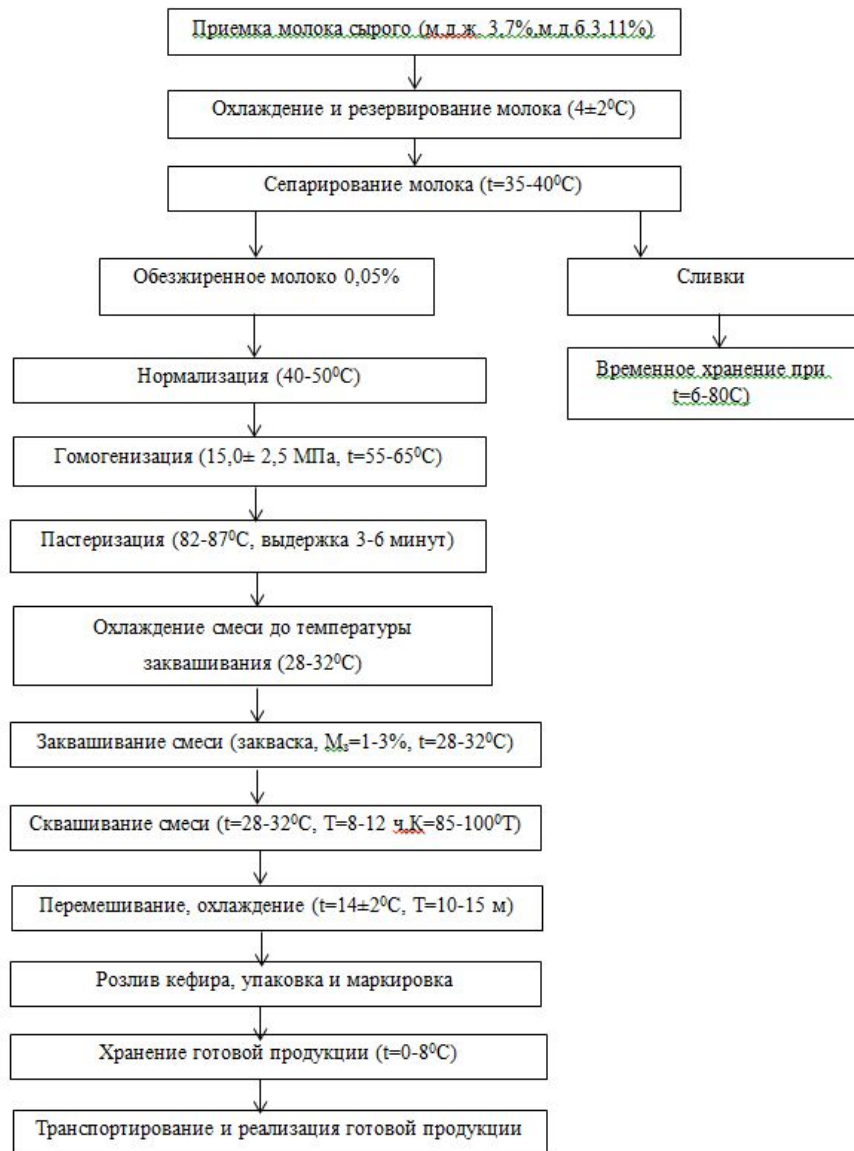 Приемка молока сырого (м.д.ж. 3,7%,м.д.б.3,11%)
Охлаждение и резервирование молока (4±2⁰С)
Сепарирование молока (t=35-40⁰С)
Обезжиренное молоко 0,05%
Сливки
Нормализация (40-50⁰С)
Временное хранение при
t=6-80С)
Гомогенизация (15,0± 2,5 МПа, t=55-65⁰С)
Пастеризация (82-87⁰С, выдержка 3-6 минут)
Охлаждение смеси до температуры
заквашивания (28-32⁰С)
Заквашивание смеси (закваска, Мз=1-3%, t=28-32⁰С)
Сквашивание смеси (t=28-32⁰С, Т=8-12 ч.К=85-100⁰Т)
Перемешивание, охлаждение (t=14±2⁰С, Т=10-15 м)
Розлив кефира, упаковка и маркировка
Хранение готовой продукции (t=0-8⁰С)
Транспортирование и реализация готовой продукции